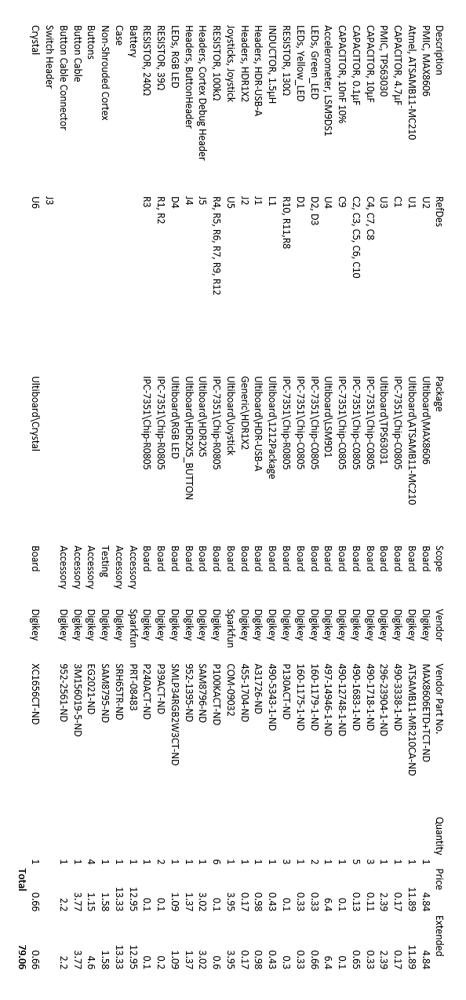 Description RefDes Package Scope Vendor Vendor Part No. Quantity Price Extended
PMIC, MAX8606 U2 Ultiboard\MAX8606 Board Digikey MAX8606ETD+TCT-ND 1 4.84 4.84
Atmel, ATSAMB11-MC210 U1 Ultiboard\ATSAMB11-MC210 Board Digikey ATSAMB11-MR210CA-ND 1 11.89 11.89
CAPACITOR, 4.7µF C1 IPC-7351\Chip-C0805 Board Digikey 490-3338-1-ND 1 0.17 0.17
PMIC, TPS63030 U3 Ultiboard\TPS63031 Board Digikey 296-23904-1-ND 1 2.39 2.39
CAPACITOR, 10µF C4, C7, C8 IPC-7351\Chip-C0805 Board Digikey 490-1718-1-ND 3 0.11 0.33
CAPACITOR, 0.1µF C2, C3, C5, C6, C10 IPC-7351\Chip-C0805 Board Digikey 490-1683-1-ND 5 0.13 0.65
CAPACITOR, 10nF 10% C9 IPC-7351\Chip-C0805 Board Digikey 490-12748-1-ND 1 0.1 0.1
Accelerometer, LSM9DS1 U4 Ultiboard\LSM9D1 Board Digikey 497-14946-1-ND 1 6.4 6.4
LEDs, Green_LED D2, D3 IPC-7351\Chip-C0805 Board Digikey 160-1179-1-ND 2 0.33 0.66
LEDs, Yellow_LED D1 IPC-7351\Chip-C0805 Board Digikey 160-1175-1-ND 1 0.33 0.33
RESISTOR, 130Ω R10, R11,R8 IPC-7351\Chip-R0805 Board Digikey P130ACT-ND 3 0.1 0.3
INDUCTOR, 1.5µH L1 Ultiboard\1212Package Board Digikey 490-5343-1-ND 1 0.43 0.43
Headers, HDR-USB-A J1 Ultiboard\HDR-USB-A Board Digikey A31726-ND 1 0.98 0.98
Headers, HDR1X2 J2 Generic\HDR1X2 Board Digikey 455-1704-ND 1 0.17 0.17
Joysticks, Joystick U5 Ultiboard\Joystick Board Sparkfun COM-09032 1 3.95 3.95
RESISTOR, 100kΩ R4, R5, R6, R7, R9, R12 IPC-7351\Chip-R0805 Board Digikey P100KACT-ND 6 0.1 0.6
Headers, Cortex Debug Header J5 Ultiboard\HDR2X5 Board Digikey SAM8796-ND 1 3.02 3.02
Headers, ButtonHeader J4 Ultiboard\HDR2X5_BUTTON Board Digikey 952-1395-ND 1 1.37 1.37
LEDs, RGB LED D4 Ultiboard\RGB LED Board Digikey SMLP34RGB2W3CT-ND 1 1.09 1.09
RESISTOR, 39Ω R1, R2 IPC-7351\Chip-R0805 Board Digikey P39ACT-ND 2 0.1 0.2
RESISTOR, 240Ω R3 IPC-7351\Chip-R0805 Board Digikey P240ACT-ND 1 0.1 0.1
Battery Accessory Sparkfun PRT-08483 1 12.95 12.95
Case Accessory Digikey SRH65TR-ND 1 13.33 13.33
Non-Shrouded Cortex Testing Digikey SAM8795-ND 1 1.58 1.58
Buttons Accessory Digikey EG2021-ND 4 1.15 4.6
Button Cable Accessory Digikey 3M156019-5-ND 1 3.77 3.77
Button Cable Connector Accessory Digikey 952-2561-ND 1 2.2 2.2
Switch Header J3
Crystal U6 Ultiboard\Crystal Board Digikey XC1656CT-ND 1 0.66 0.66
Total 79.06